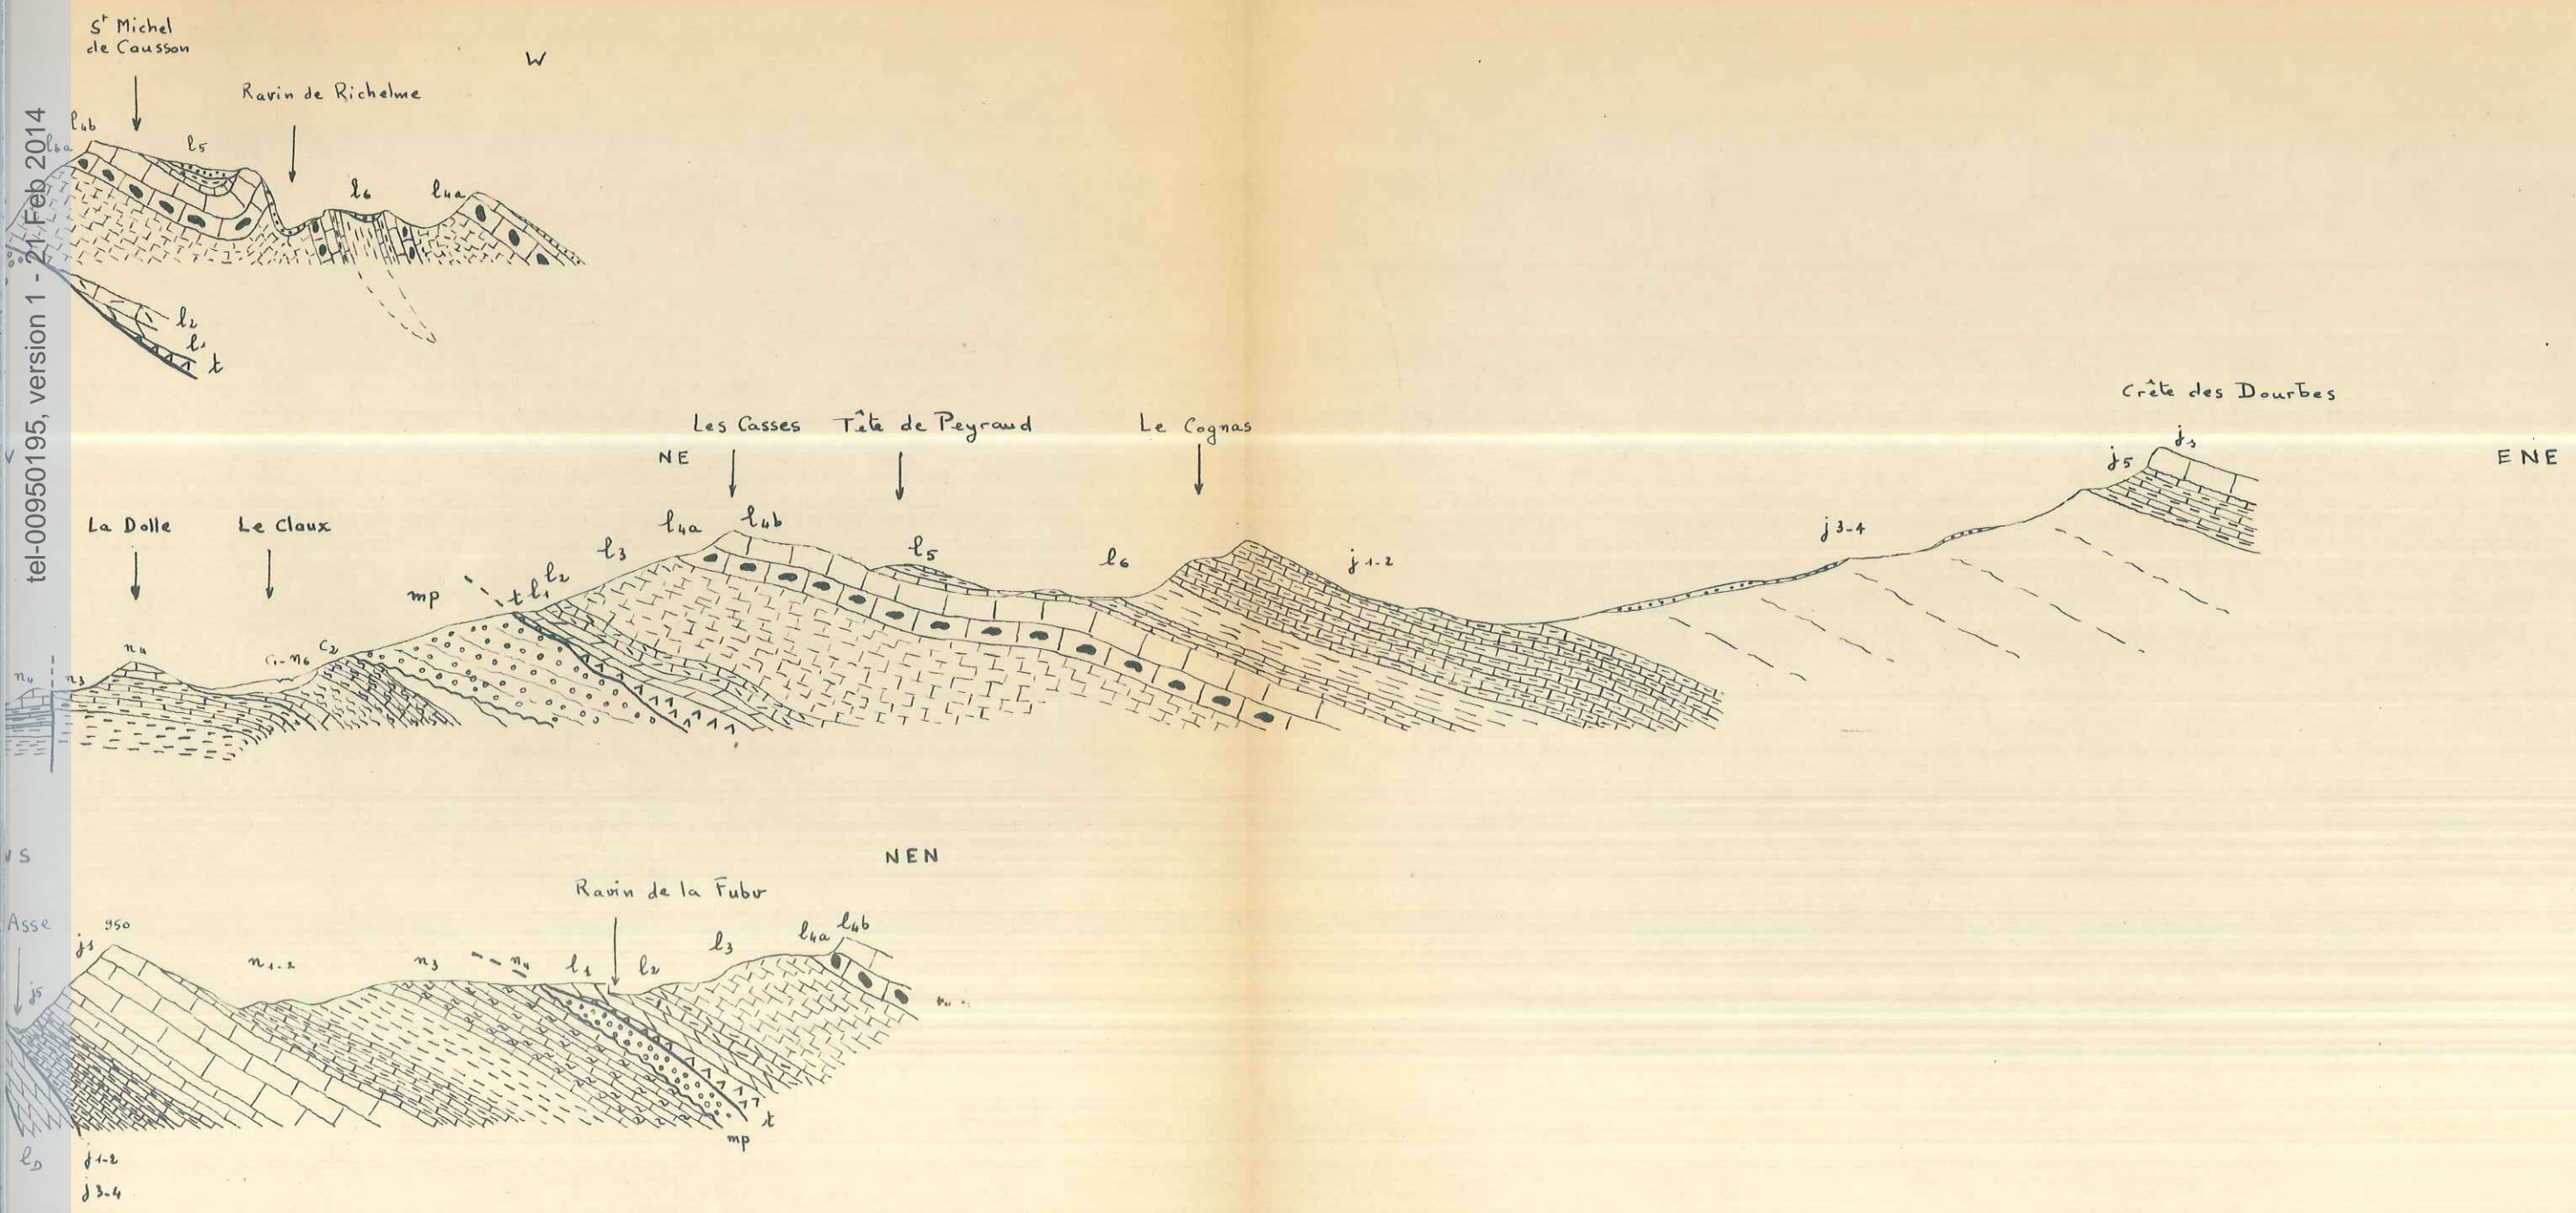 St Michel
de Causson
W
Ravin de Richelme
l4b
l4a
l5
l6
l4a
l2
l1
t
tel-00950195, version 1 - 21 Feb 2014
Crête des Dourbes
Les Casses Tête de Peyraud Le Cognas
NE
j5
ENE
La Dolle Le Claux
l4a l4b
j3-4
l3
l5
l6
j1-2
mp
t l1 l2
n4
c1-n6 c2
n4 n3
S
NEN
Ravin de la Fubu
Asse
950
l4a l4b
l3
n1-2
n3
n4
l1
l2
j5
t
mp
j1-2
j3-4